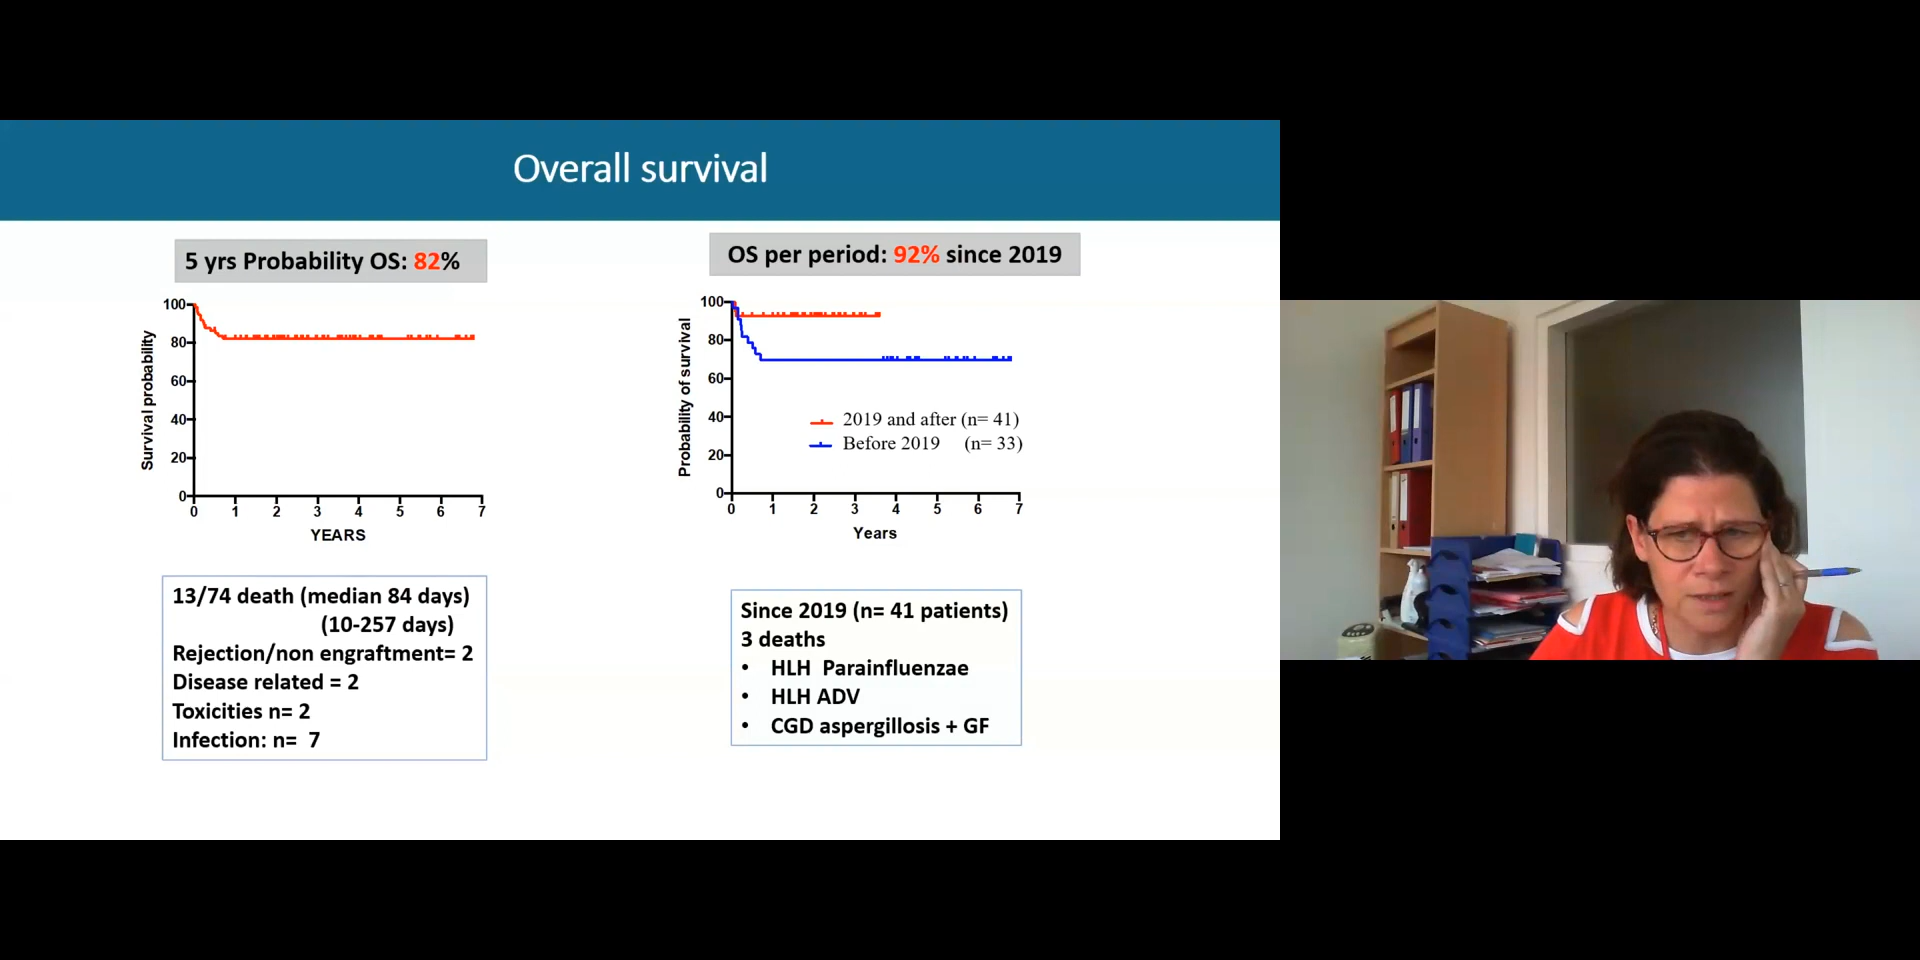 Overall survival
5 yrs Probability OS: 82%
100
80
60
40
20
0
0 1 2 3 4 5 6 7
Survival probability
YEARS
13/74 death (median 84 days)
(10-257 days)
Rejection/non engraftment= 2
Disease related = 2
Toxicities n= 2
Infection: n= 7
OS per period: 92% since 2019
100
80
60
40
20
0
0 1 2 3 4 5 6 7
Probability of survival
Years
2019 and after (n= 41)
Before 2019 (n= 33)
Since 2019 (n= 41 patients)
3 deaths
• HLH Parainfluenzae
• HLH ADV
• CGD aspergillosis + GF